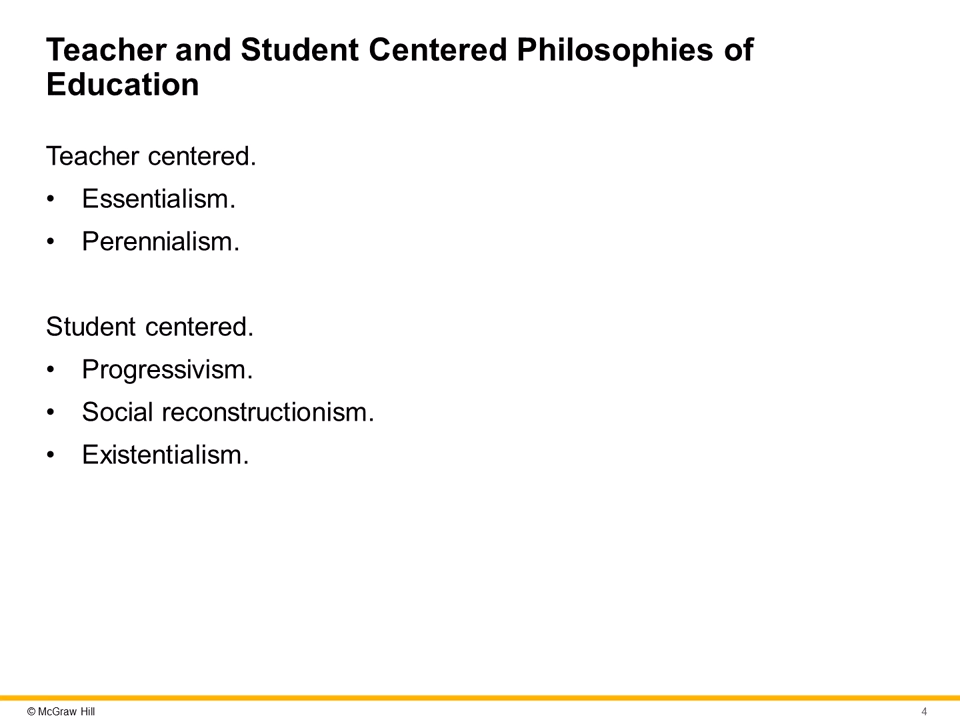 Teacher and Student Centered Philosophies of
Education
Teacher centered.
• Essentialism.
• Perennialism.
Student centered.
• Progressivism.
• Social reconstructionism.
• Existentialism.
© McGraw Hill
4